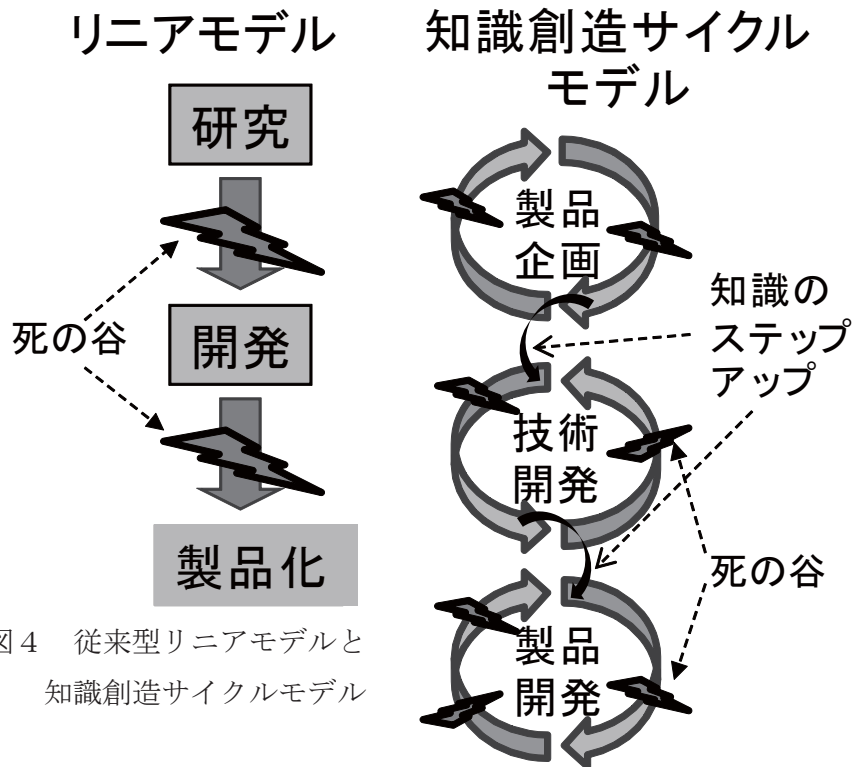 リニアモデル
研究
死の谷
開発
製品化
図４　従来型リニアモデルと
知識創造サイクルモデル
知識創造サイクル
モデル
製品
企画
知識の
ステップ
アップ
技術
開発
死の谷
製品
開発